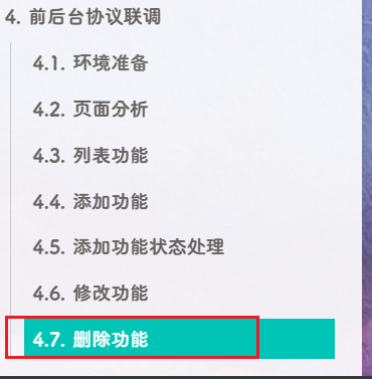 4. 前后台协议联调
4.1. 环境准备
4.2. 页面分析
4.3. 列表功能
4.4. 添加功能
4.5. 添加功能状态处理
4.6. 修改功能
4.7. 删除功能